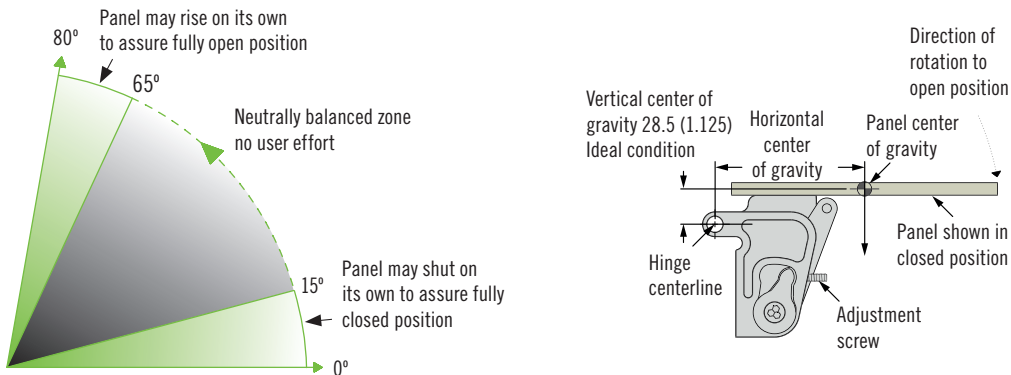 Panel may rise on its own
to assure fully open position
80º
65º
Neutrally balanced zone
no user effort
15º
Panel may shut on
its own to assure fully
closed position
0º
Direction of
rotation to
open position
Vertical center of
gravity 28.5 (1.125)
Ideal condition
Horizontal
center
of gravity
Panel center
of gravity
Panel shown in
closed position
Hinge
centerline
Adjustment
screw